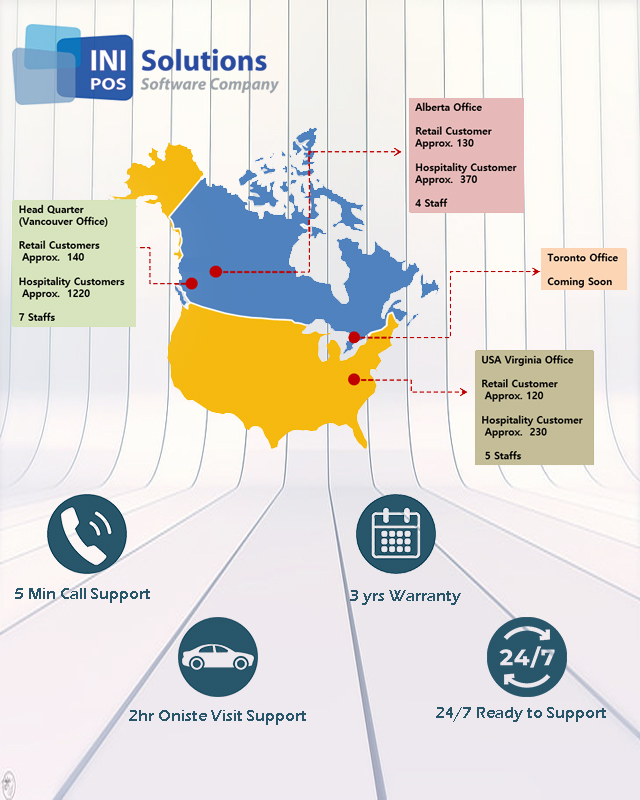 INI Solutions
POS Software Company
Alberta Office
Retail Customer
Approx. 130
Hospitality Customer
Approx. 370
4 Staff
Head Quarter
(Vancouver Office)
Retail Customers
Approx. 140
Hospitality Customers
Approx. 1220
7 Staffs
Toronto Office
Coming Soon
USA Virginia Office
Retail Customer
Approx. 120
Hospitality Customer
Approx. 230
5 Staffs
5 Min Call Support
3 yrs Warranty
24/7
2hr Oniste Visit Support
24/7 Ready to Support